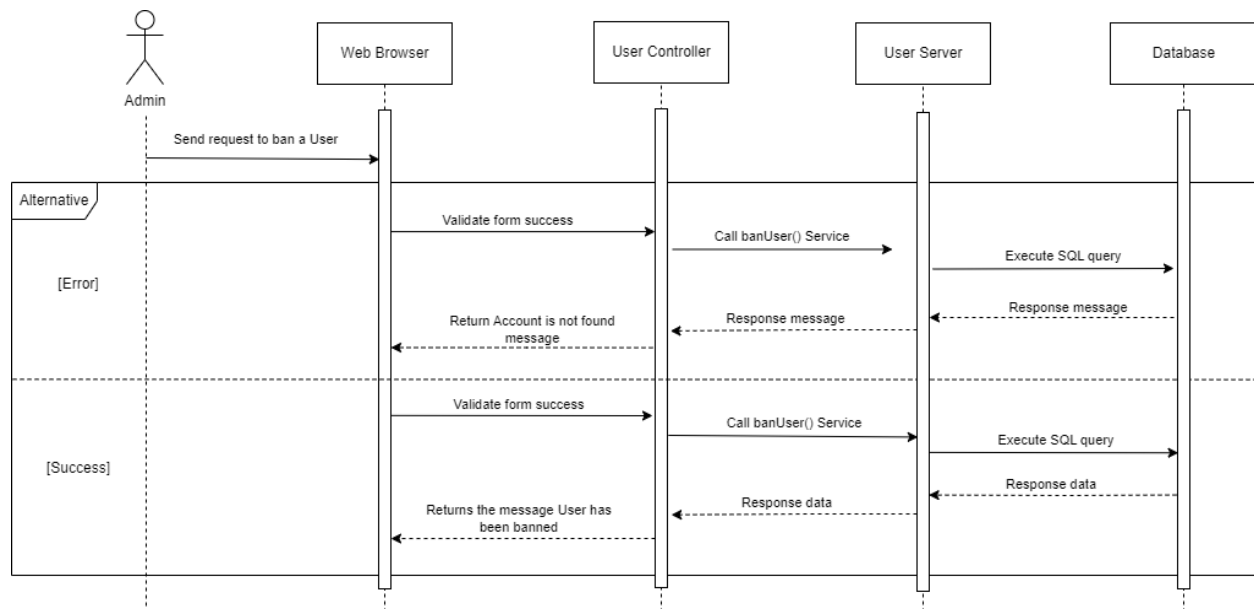 Web Browser
User Controller
User Server
Database
Admin
Send request to ban a User
Alternative
Validate form success
Call banUser() Service
Execute SQL query
[Error]
Response message
Response message
Return Account is not found
message
Validate form success
Call banUser() Service
Execute SQL query
[Success]
Response data
Response data
Returns the message User has
been banned